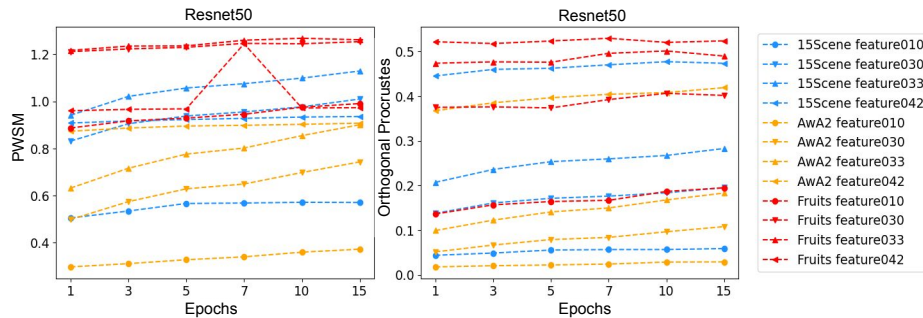 Resnet50
PWSM
1.2
1.0
0.8
0.6
0.4
1 3 5 7 10 15
Epochs
Resnet50
Orthogonal Procrustes
0.5
0.4
0.3
0.2
0.1
0.0
1 3 5 7 10 15
Epochs
15Scene feature010
15Scene feature030
15Scene feature033
15Scene feature042
AwA2 feature010
AwA2 feature030
AwA2 feature033
AwA2 feature042
Fruits feature010
Fruits feature030
Fruits feature033
Fruits feature042